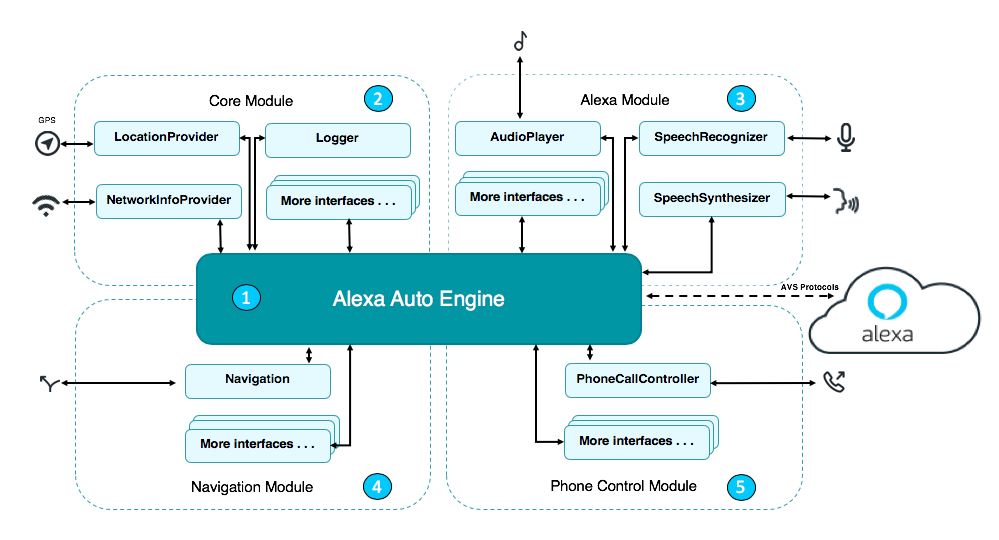 Core Module
2
GPS
LocationProvider
Logger
NetworkInfoProvider
More interfaces . . .
Alexa Module
3
AudioPlayer
SpeechRecognizer
More interfaces . . .
SpeechSynthesizer
1
Alexa Auto Engine
AVS Protocols
alexa
Navigation
More interfaces . . .
Navigation Module
4
PhoneCallController
More interfaces . . .
Phone Control Module
5